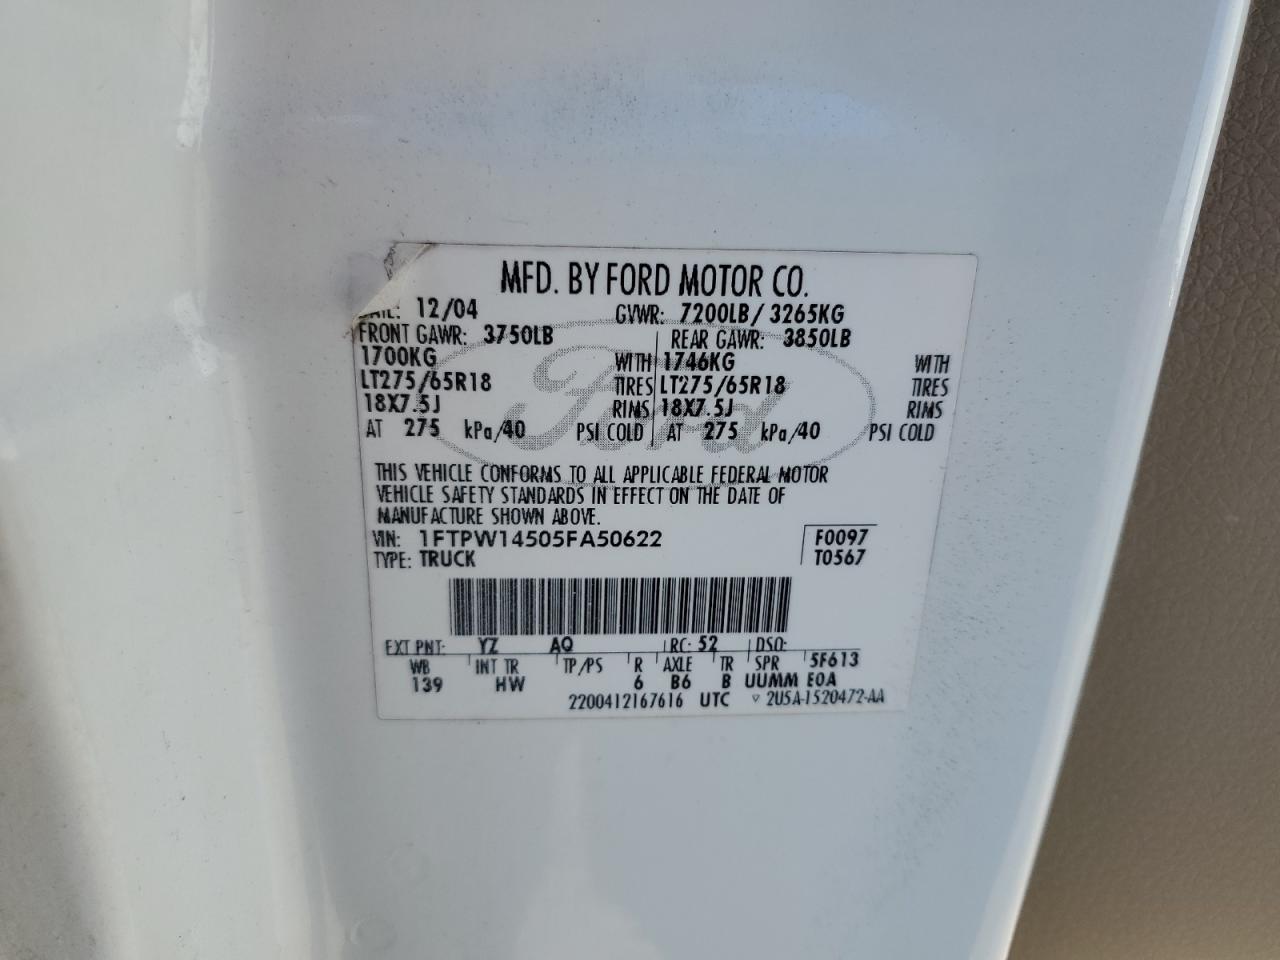 MFD. BY FORD MOTOR CO.
12/04 GVWR: 7200LB/ 3265KG
FRONT GAWR: 3750LB REAR GAWR: 3850LB
1700KG WITH 1746KG WITH
LT275/65R18 TIRES LT275/65R18 TIRES
18X7.5J RIMS 18X7.5J RIMS
AT 275 kPa/40 PSI COLD AT 275 kPa/40 PSI COLD
Ford
THIS VEHICLE CONFORMS TO ALL APPLICABLE FEDERAL MOTOR
VEHICLE SAFETY STANDARDS IN EFFECT ON THE DATE OF
MANUFACTURE SHOWN ABOVE.
VIN: 1FTPW14505FA50622 F0097
TYPE: TRUCK T0567
EXT PNT: YZ AQ RC: 52 DSO:
WB INT TR TP/PS R AXLE TR SPR 5F613
139 HW 6 B6 B UUMM EOA
2200412167616 UTC ▽ 2U5A-1520472-AA